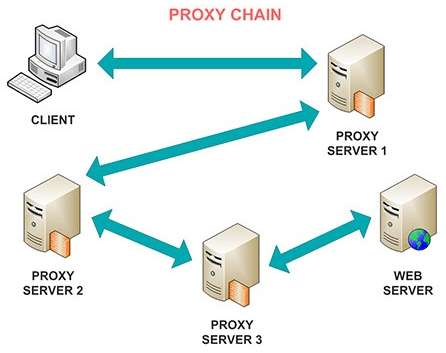 PROXY CHAIN
CLIENT
PROXY
SERVER 1
PROXY
SERVER 2
PROXY
SERVER 3
WEB
SERVER